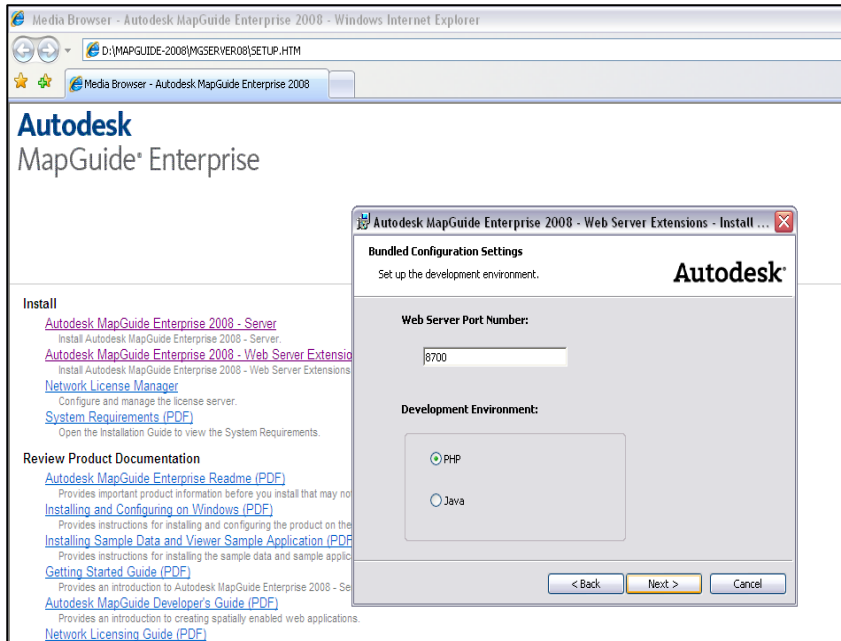 Media Browser - Autodesk MapGuide Enterprise 2008 - Windows Internet Explorer
D:\MAPGUIDE-2008\MGSERVER08\SETUP.HTM
Media Browser - Autodesk MapGuide Enterprise 2008
Autodesk
MapGuide® Enterprise
Install
Autodesk MapGuide Enterprise 2008 - Server
Install Autodesk MapGuide Enterprise 2008 - Server.
Autodesk MapGuide Enterprise 2008 - Web Server Extensio
Install Autodesk MapGuide Enterprise 2008 - Web Server Extensions
Network License Manager
Configure and manage the license server.
System Requirements (PDF)
Open the Installation Guide to view the System Requirements.
Review Product Documentation
Autodesk MapGuide Enterprise Readme (PDF)
Provides important product information before you install that may no
Installing and Configuring on Windows (PDF)
Provides instructions for installing and configuring the product on the
Installing Sample Data and Viewer Sample Application (PDF
Provides instructions for installing the sample data and sample applic
Getting Started Guide (PDF)
Provides an introduction to Autodesk MapGuide Enterprise 2008 - Se
Autodesk MapGuide Developer's Guide (PDF)
Provides an introduction to creating spatially enabled web applications.
Network Licensing Guide (PDF)
Autodesk MapGuide Enterprise 2008 - Web Server Extensions - Install ...
Bundled Configuration Settings
Set up the development environment.
Autodesk®
Web Server Port Number:
8700
Development Environment:
PHP
Java
< Back
Next >
Cancel